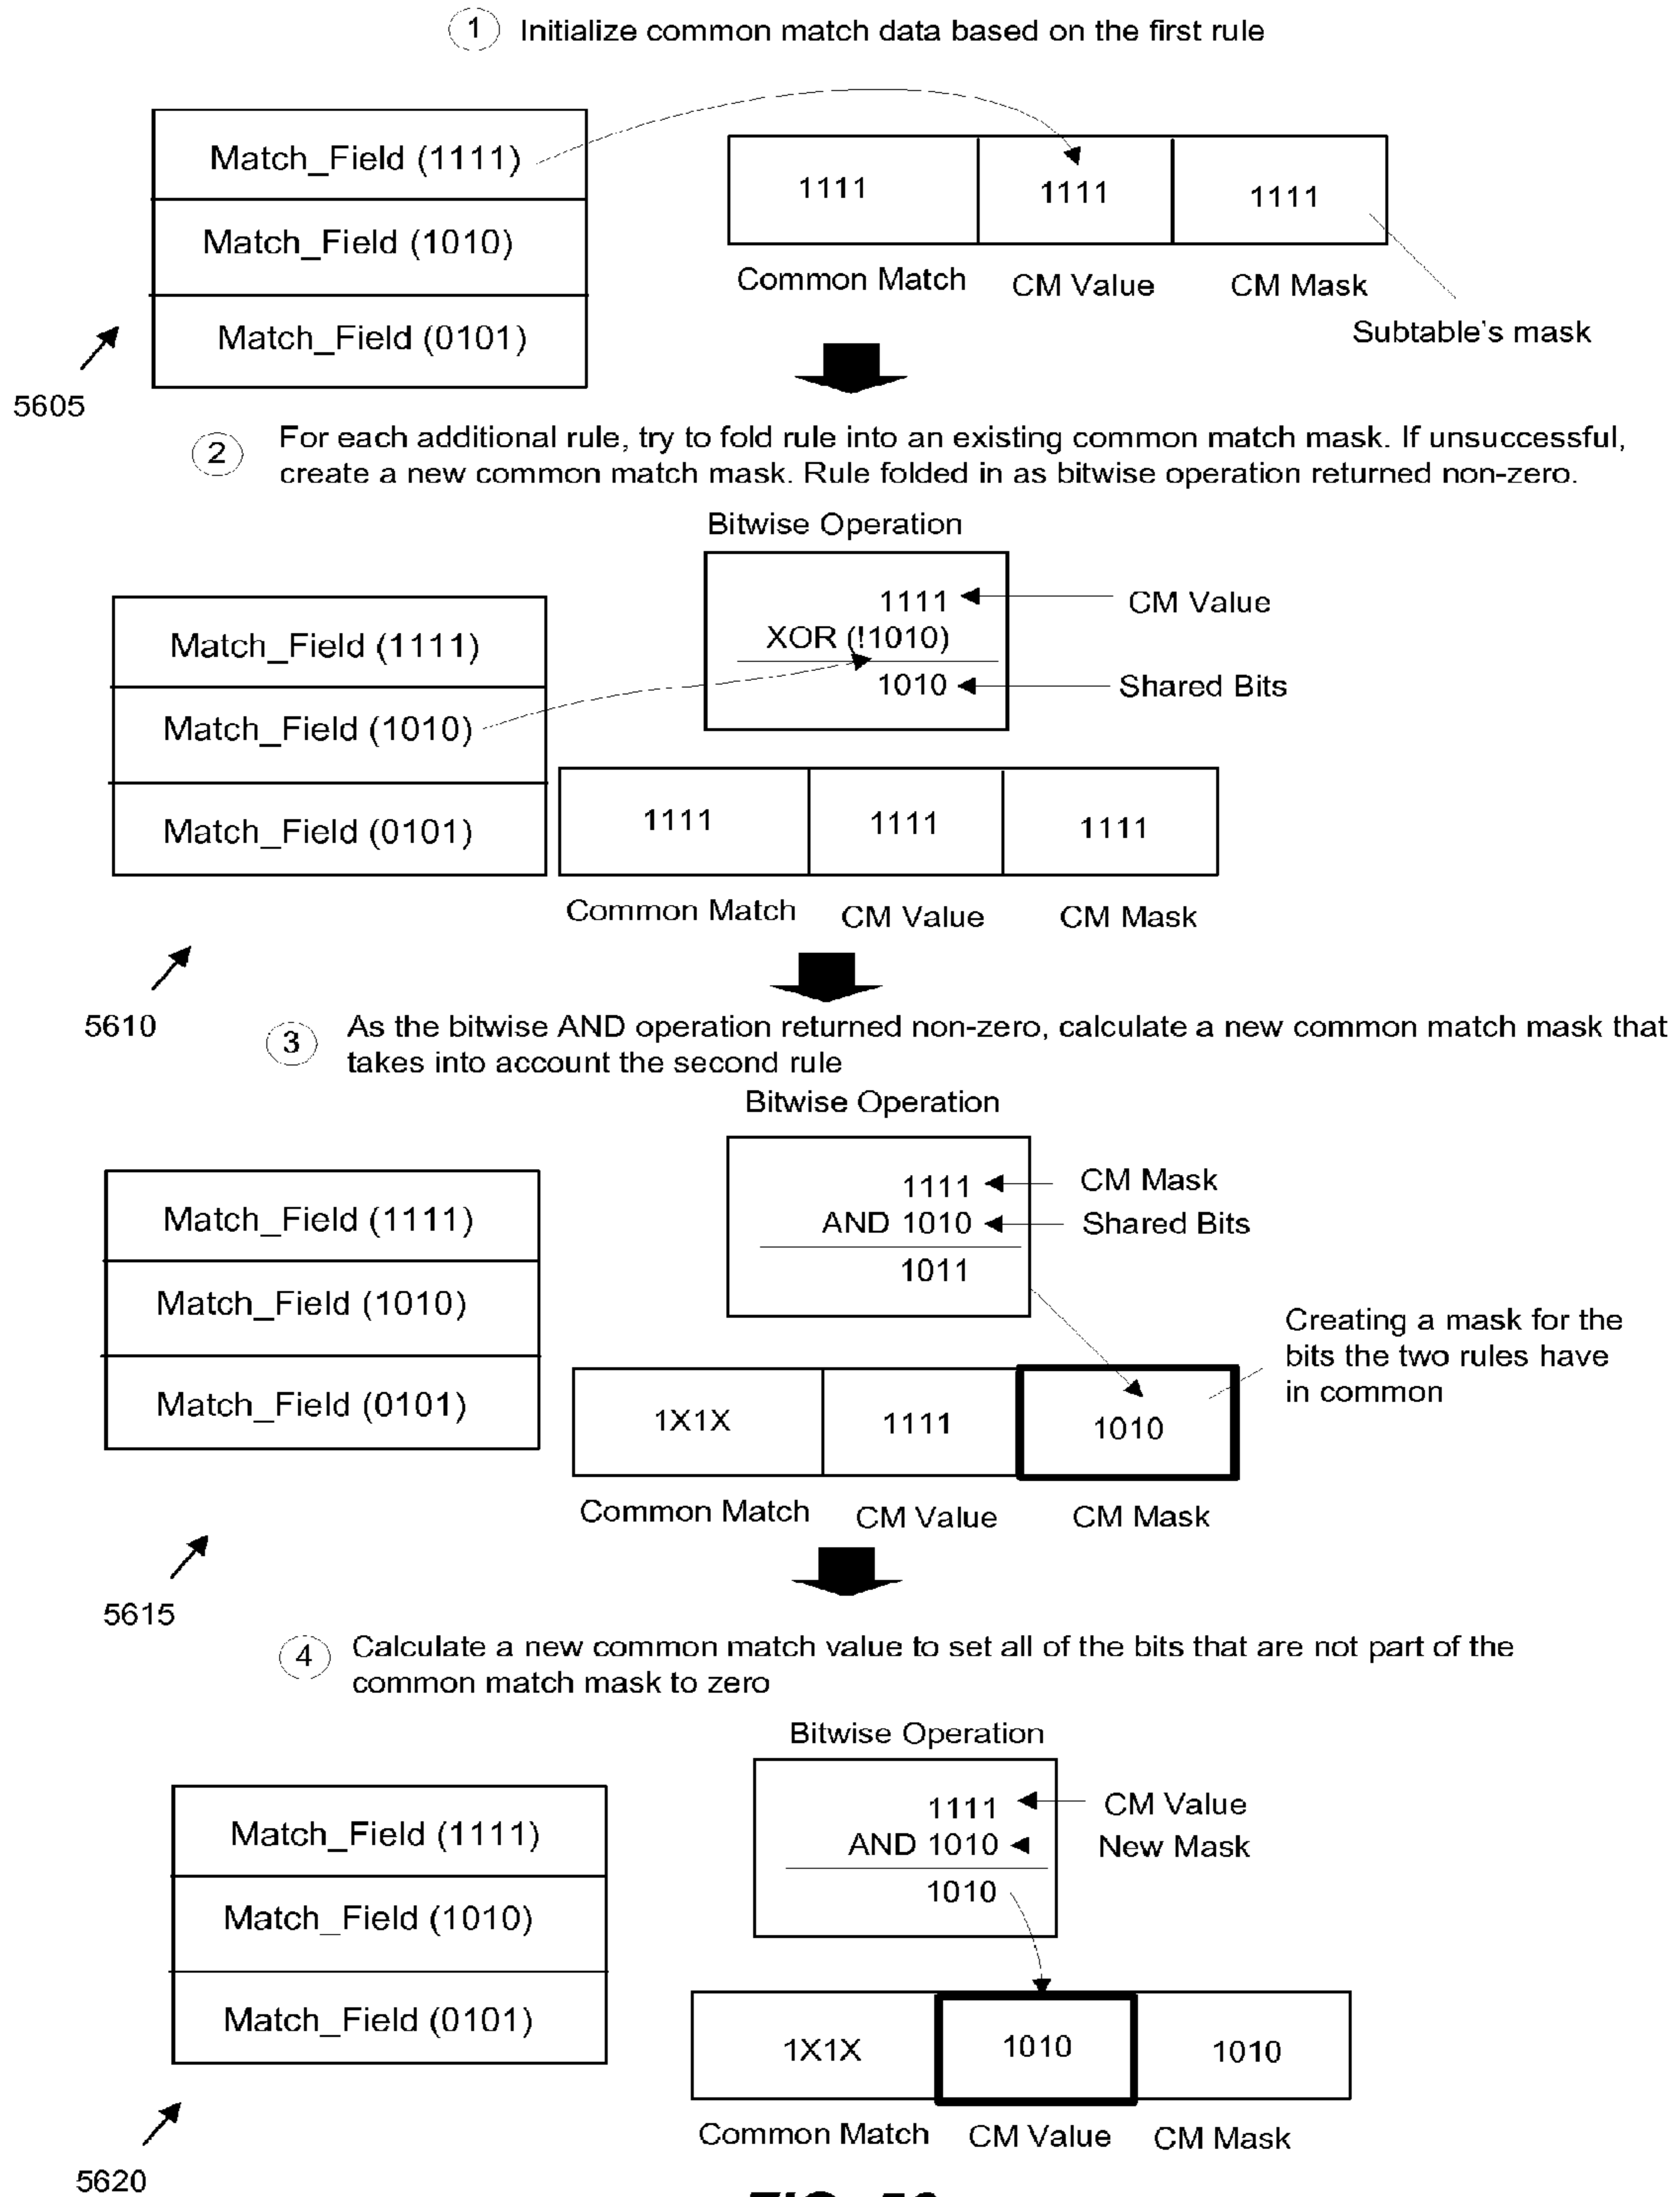 1 Initialize common match data based on the first rule
Match_Field (1111)
Match_Field (1010)
Match_Field (0101)
1111 1111 1111
Common Match CM Value CM Mask
Subtable's mask
5605
2 For each additional rule, try to fold rule into an existing common match mask. If unsuccessful,
create a new common match mask. Rule folded in as bitwise operation returned non-zero.
Bitwise Operation
1111 CM Value
XOR (!1010)
1010 Shared Bits
Match_Field (1111)
Match_Field (1010)
Match_Field (0101)
1111 1111 1111
Common Match CM Value CM Mask
5610
3 As the bitwise AND operation returned non-zero, calculate a new common match mask that
takes into account the second rule
Bitwise Operation
1111 CM Mask
AND 1010 Shared Bits
1011
Match_Field (1111)
Match_Field (1010)
Match_Field (0101)
Creating a mask for the
bits the two rules have
in common
1X1X 1111 1010
Common Match CM Value CM Mask
5615
4 Calculate a new common match value to set all of the bits that are not part of the
common match mask to zero
Bitwise Operation
1111 CM Value
AND 1010 New Mask
1010
Match_Field (1111)
Match_Field (1010)
Match_Field (0101)
1X1X 1010 1010
Common Match CM Value CM Mask
5620